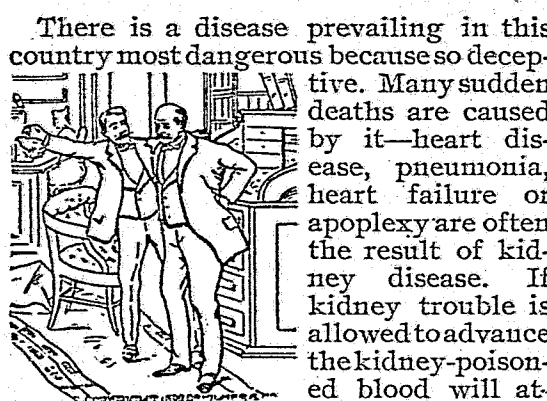 There is a disease prevailing in this
country most dangerous because so decep-
tive. Many sudden
deaths are caused
by it—heart dis-
ease, pneumonia,
heart failure or
apoplexy are often
the result of kid-
ney disease. If
kidney trouble is
allowed to advance
the kidney-poison-
ed blood will at-